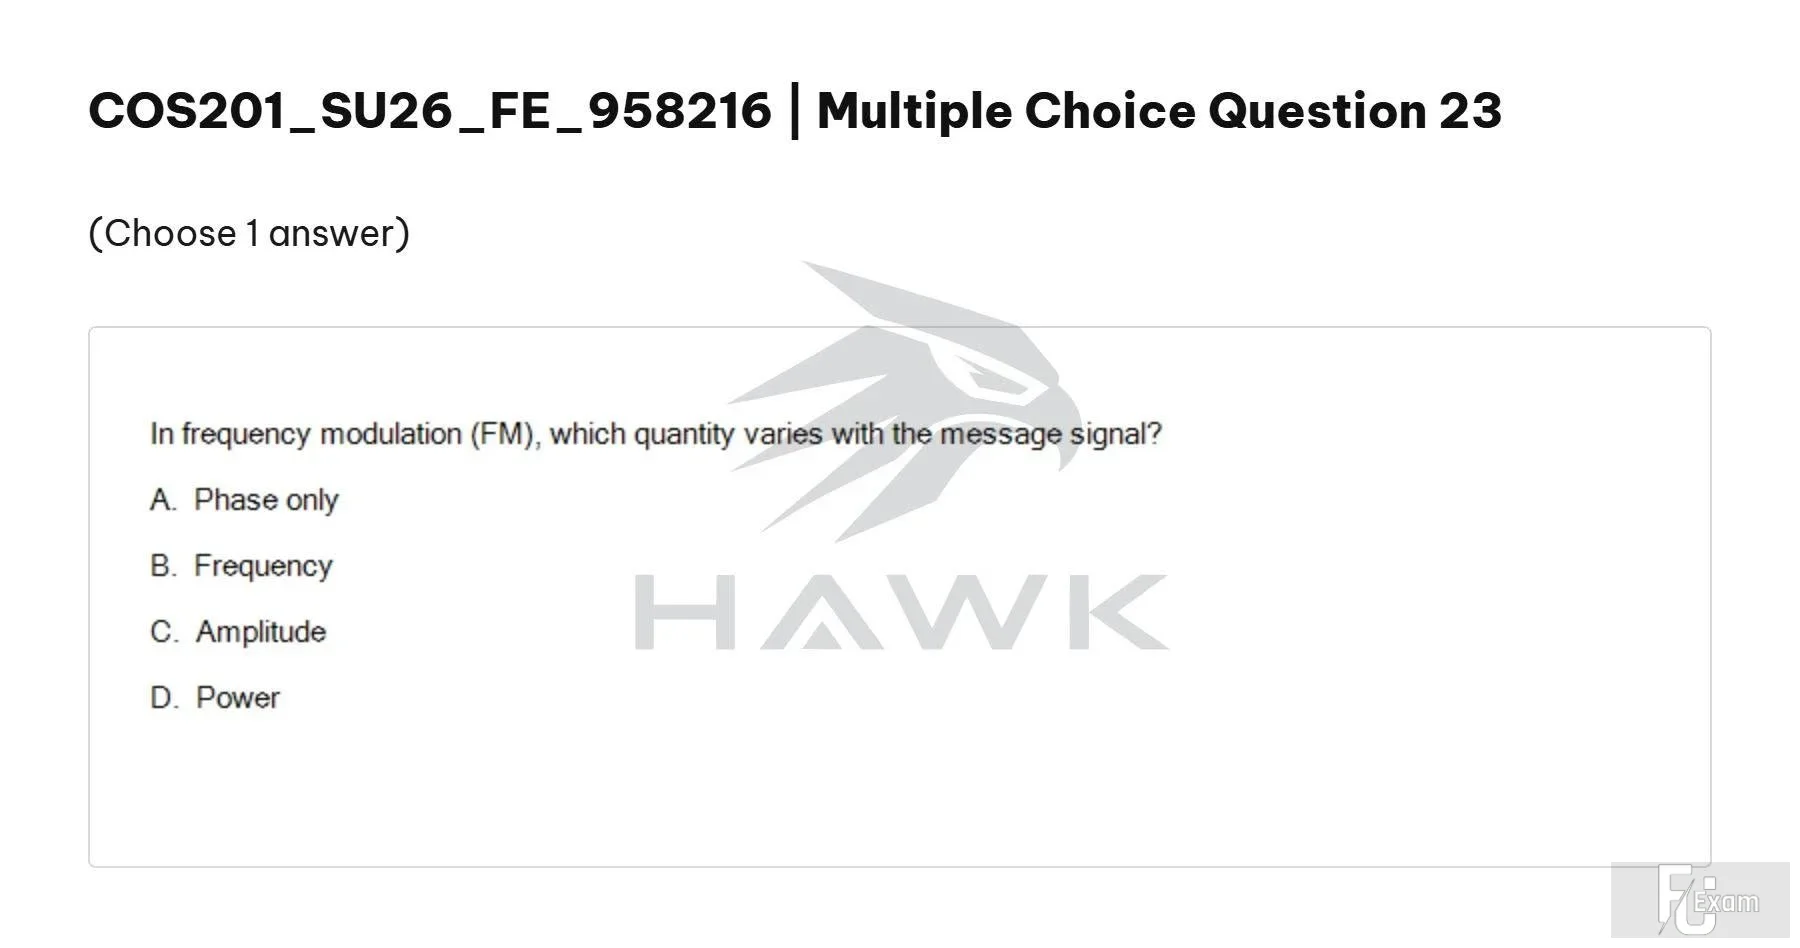 COS201_SU26_FE_958216 | Multiple Choice Question 23
(Choose 1 answer)
In frequency modulation (FM), which quantity varies with the message signal?
A. Phase only
B. Frequency
C. Amplitude
D. Power
HAWK
FU Exam